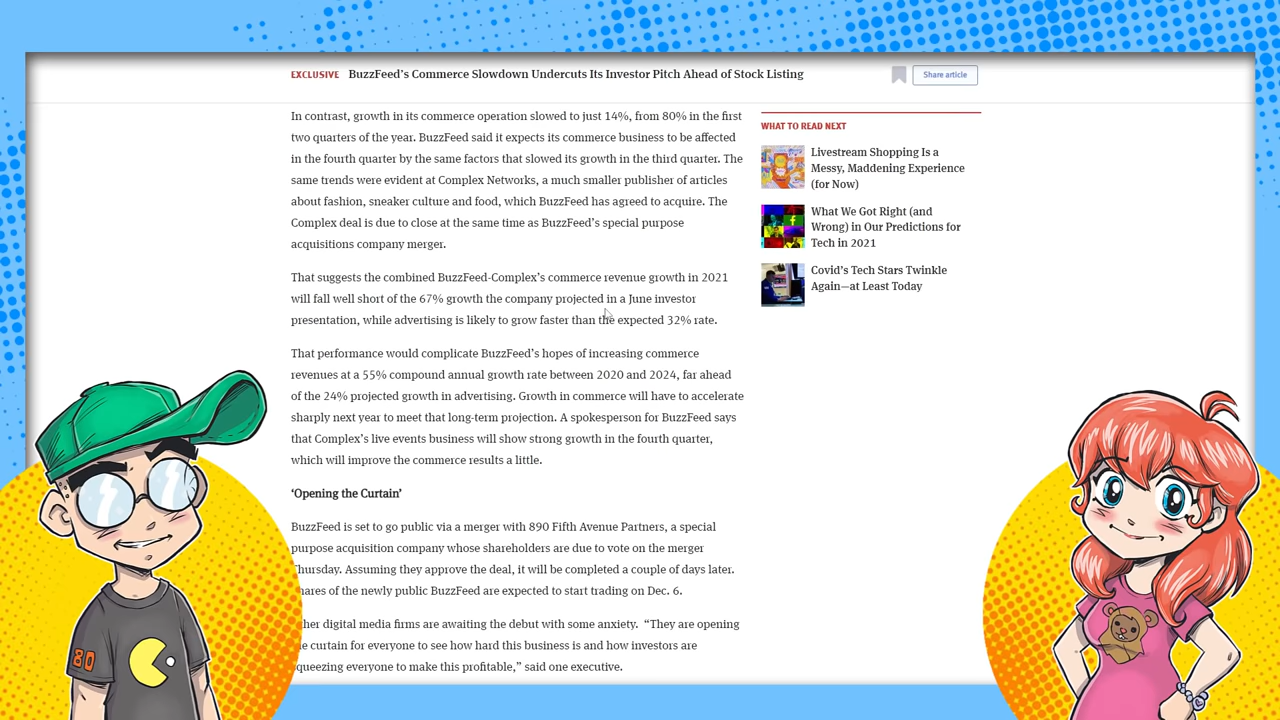 EXCLUSIVE BuzzFeed's Commerce Slowdown Undercuts Its Investor Pitch Ahead of Stock Listing
Share article
In contrast, growth in its commerce operation slowed to just 14%, from 80% in the first
two quarters of the year. BuzzFeed said it expects its commerce business to be affected
in the fourth quarter by the same factors that slowed its growth in the third quarter. The
same trends were evident at Complex Networks, a much smaller publisher of articles
about fashion, sneaker culture and food, which BuzzFeed has agreed to acquire. The
Complex deal is due to close at the same time as BuzzFeed's special purpose
acquisitions company merger.
That suggests the combined BuzzFeed-Complex's commerce revenue growth in 2021
will fall well short of the 67% growth the company projected in a June investor
presentation, while advertising is likely to grow faster than the expected 32% rate.
That performance would complicate BuzzFeed's hopes of increasing commerce
revenues at a 55% compound annual growth rate between 2020 and 2024, far ahead
of the 24% projected growth in advertising. Growth in commerce will have to accelerate
sharply next year to meet that long-term projection. A spokesperson for BuzzFeed says
that Complex's live events business will show strong growth in the fourth quarter,
which will improve the commerce results a little.
'Opening the Curtain'
BuzzFeed is set to go public via a merger with 890 Fifth Avenue Partners, a special
purpose acquisition company whose shareholders are due to vote on the merger
Thursday. Assuming they approve the deal, it will be completed a couple of days later.
hares of the newly public BuzzFeed are expected to start trading on Dec. 6.
her digital media firms are awaiting the debut with some anxiety. “They are opening
e curtain for everyone to see how hard this business is and how investors are
queezing everyone to make this profitable,” said one executive.
WHAT TO READ NEXT
Livestream Shopping Is a
Messy, Maddening Experience
(for Now)
What We Got Right (and
Wrong) in Our Predictions for
Tech in 2021
Covid's Tech Stars Twinkle
Again—at Least Today
80